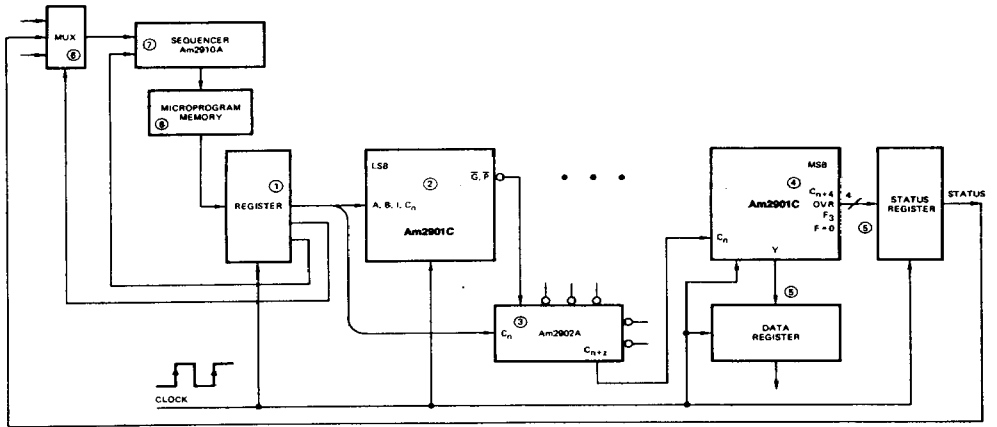 MUX
⑥
⑦
SEQUENCER
Am2910A
MICROPROGRAM
MEMORY
⑧
①
REGISTER
LSB
②
G̅, P̅
A, B, I, Cn
Am2901C
• • •
MSB
④
Am2901C
Cn+4
OVR
F3
F=0
Cn
Y
4
⑤
STATUS
REGISTER
STATUS
③
Cn
Am2902A
Cn+z
⑤
DATA
REGISTER
CLOCK